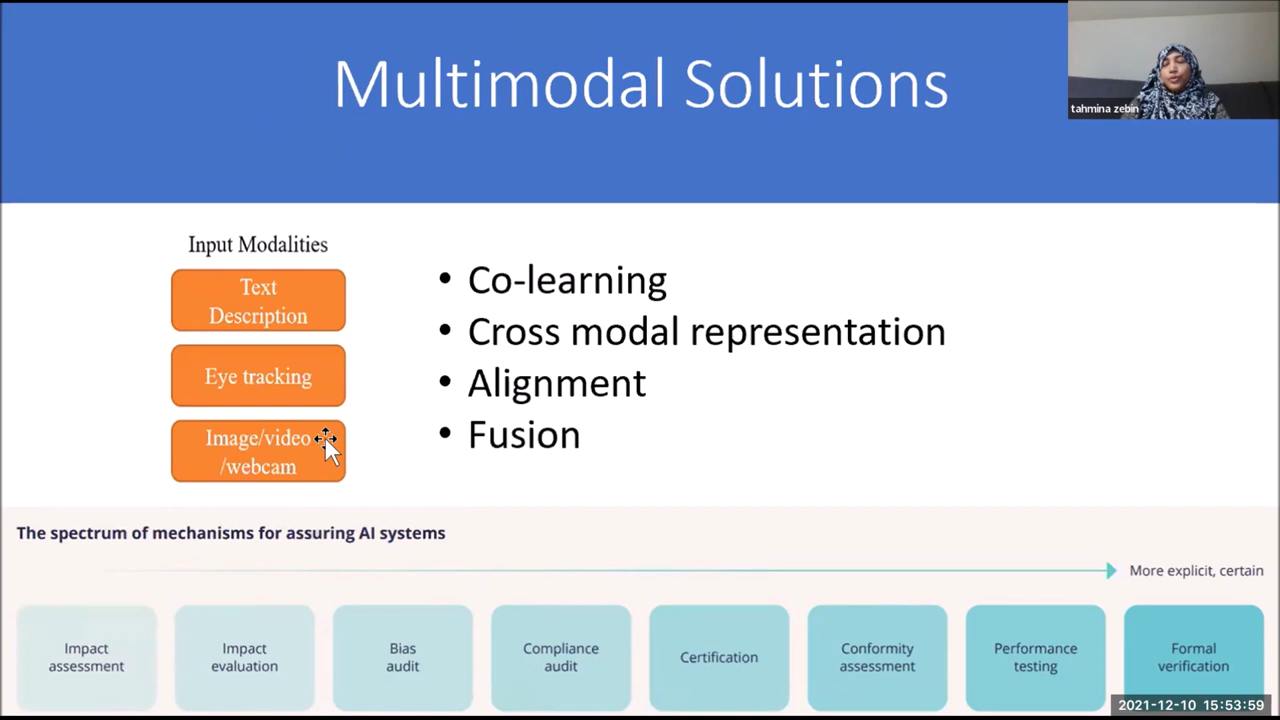 Multimodal Solutions
tahmina zebin
Input Modalities
Text
Description
Eye tracking
Image/video
/webcam
• Co-learning
• Cross modal representation
• Alignment
• Fusion
The spectrum of mechanisms for assuring AI systems
More explicit, certain
Impact
assessment
Impact
evaluation
Bias
audit
Compliance
audit
Certification
Conformity
assessment
Performance
testing
Formal
verification
2021-12-10 15:53:59